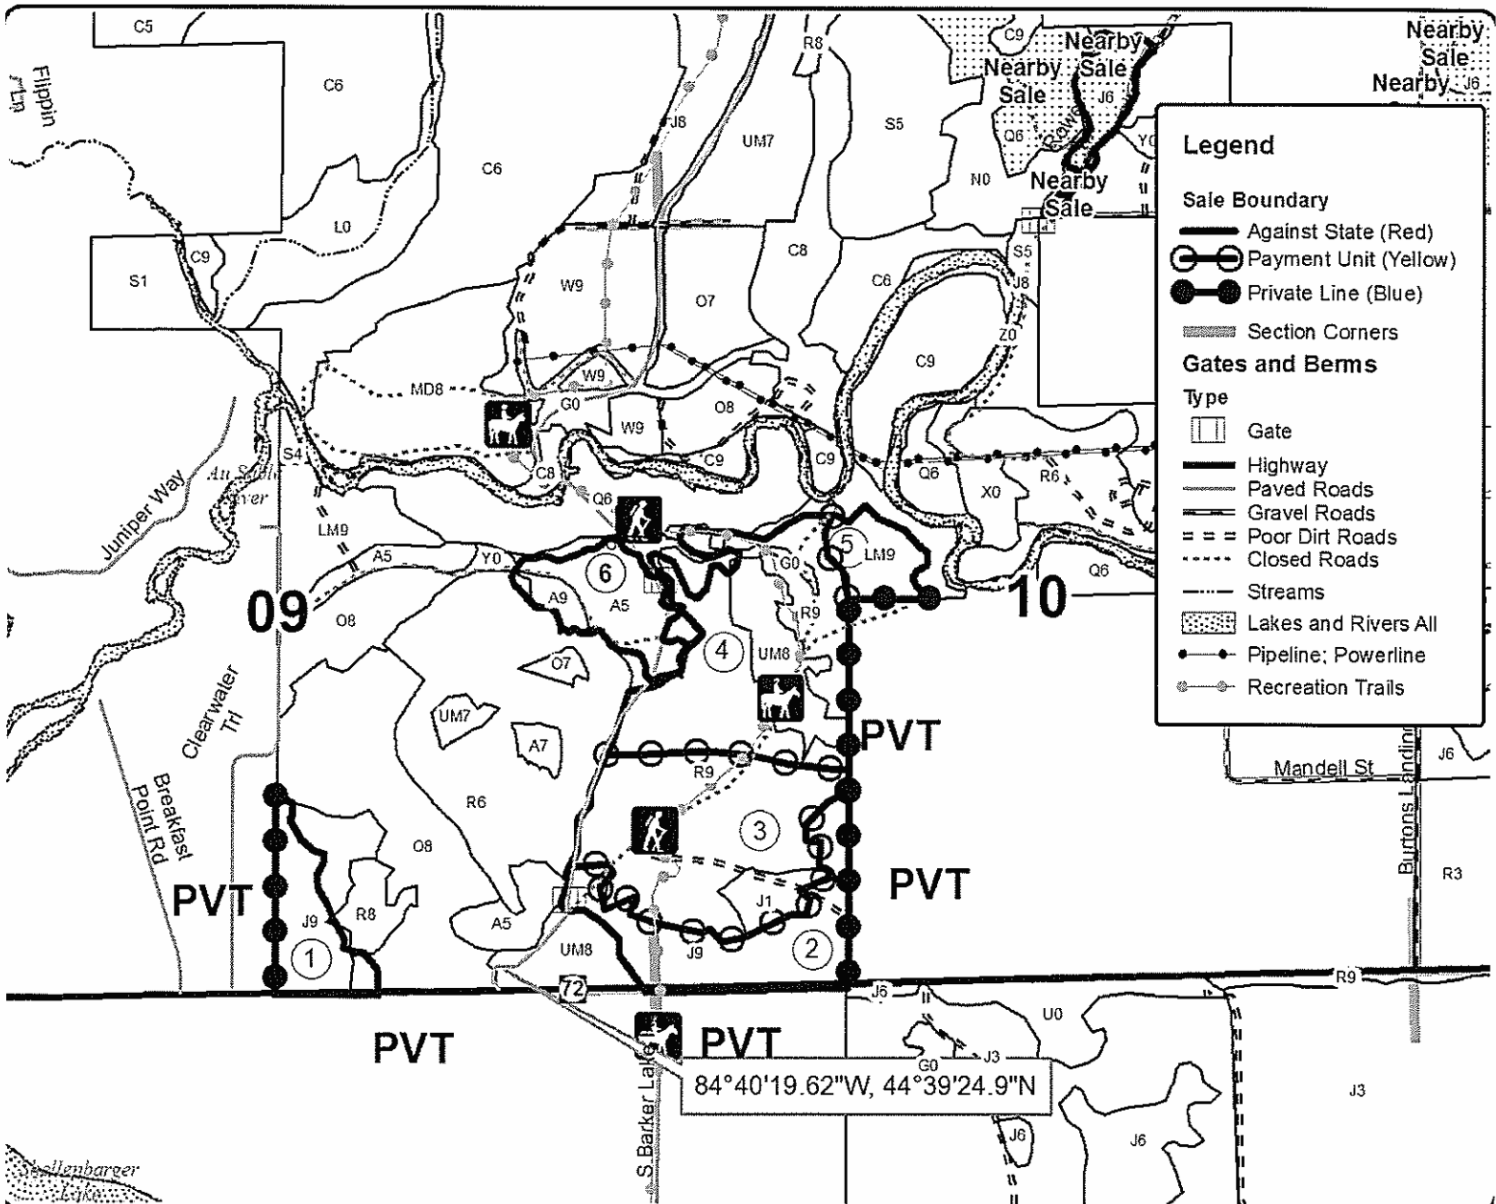 C5
C6
Flippin
Ln
C6
L0
C9
S1
J8
R8
UM7
S5
C9
Nearby
Sale
Nearby
Sale
J6
Q6
N0
Nearby
Sale
Nearby
Sale
Nearby
J6
W9
O7
C8
C6
S5
J8
Z0
C9
MD8
W9
G0
W9
O8
C8
C9
C9
Q6
X0
R6
Q6
S4
Juniper Way
LM9
A5
Y0
Q6
6
A9
A5
G0
5
LM9
R9
09
10
O8
4
UM8
O7
UM7
A7
Clearwater
Trl
PVT
R9
R6
3
Breakfast
Point Rd
O8
PVT
PVT
J9
R8
A5
J1
1
UM8
J9
2
72
PVT
PVT
S Barker Lake
84°40'19.62"W, 44°39'24.9"N
J6
U0
G0
J3
J6
J6
J3
R9
R3
J6
Mandell St
Burtons Landing
Shellenbarger
Lake
Legend
Sale Boundary
Against State (Red)
Payment Unit (Yellow)
Private Line (Blue)
Section Corners
Gates and Berms
Type
Gate
Highway
Paved Roads
Gravel Roads
Poor Dirt Roads
Closed Roads
Streams
Lakes and Rivers All
Pipeline; Powerline
Recreation Trails